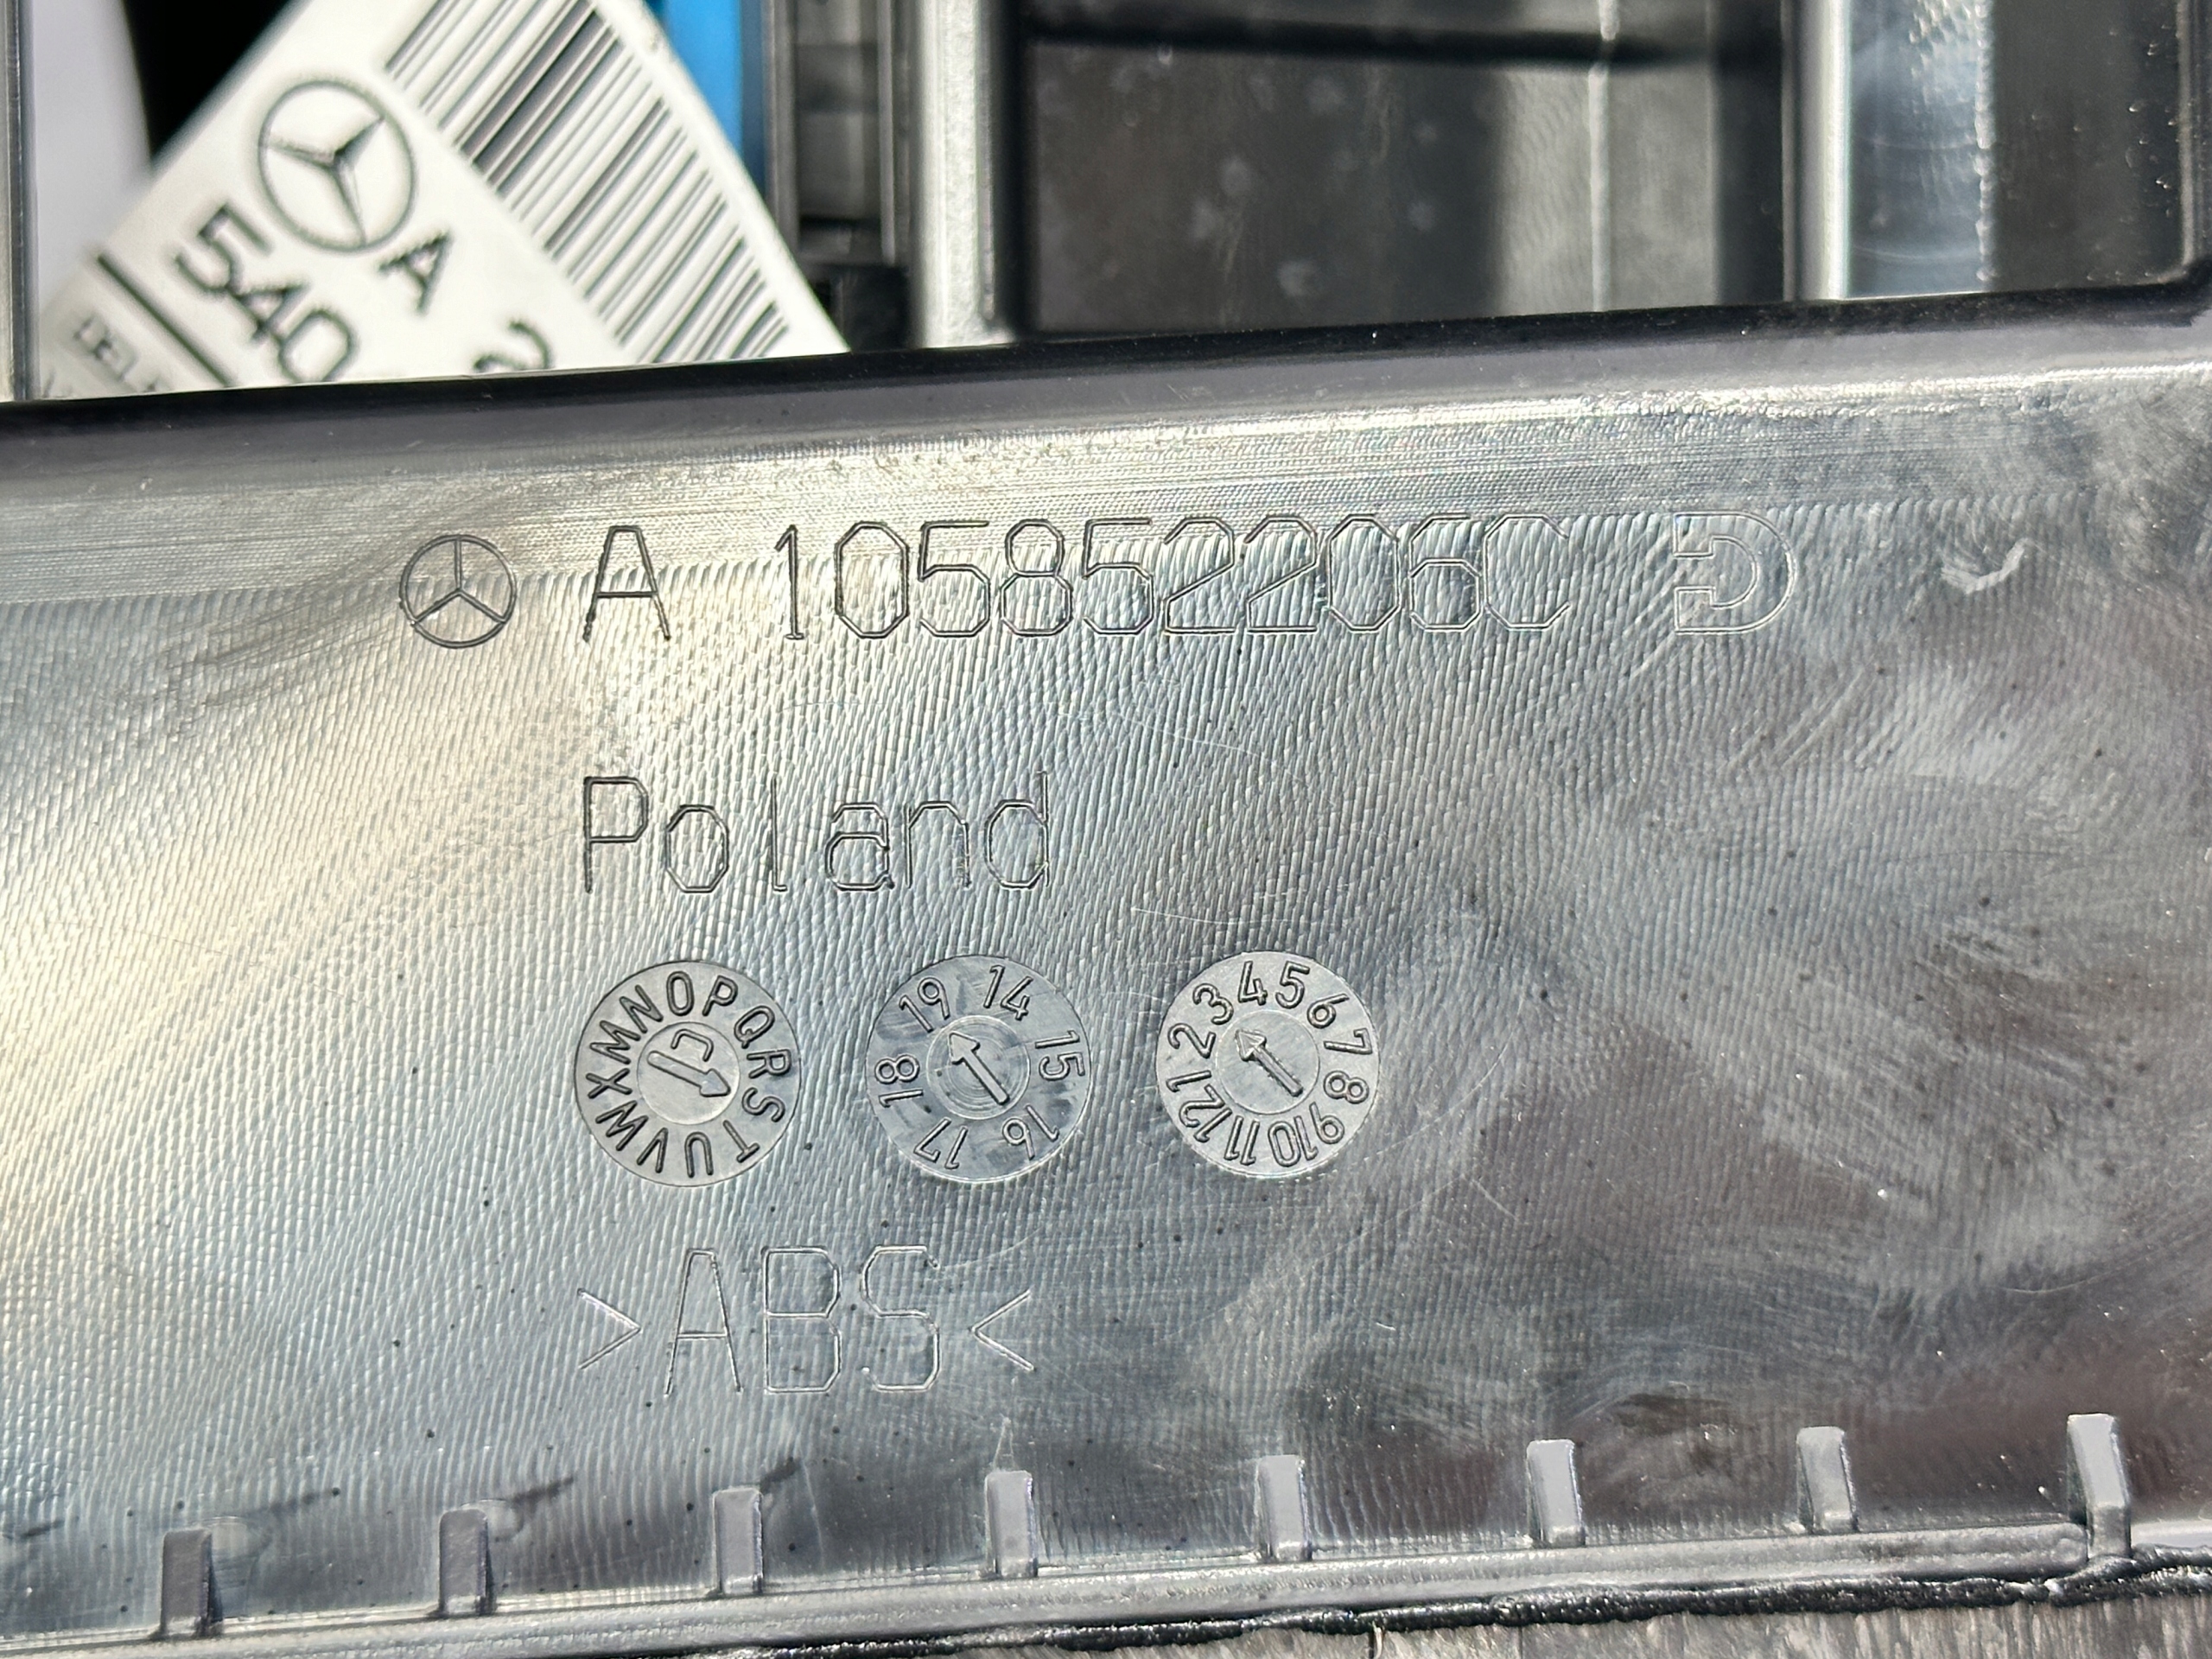 A 2
540
A 1058522060
Poland
M N O P Q R S T U V W X
14 15 16 17 18 19
1 2 3 4 5 6 7 8 9 10 11 12
>ABS<